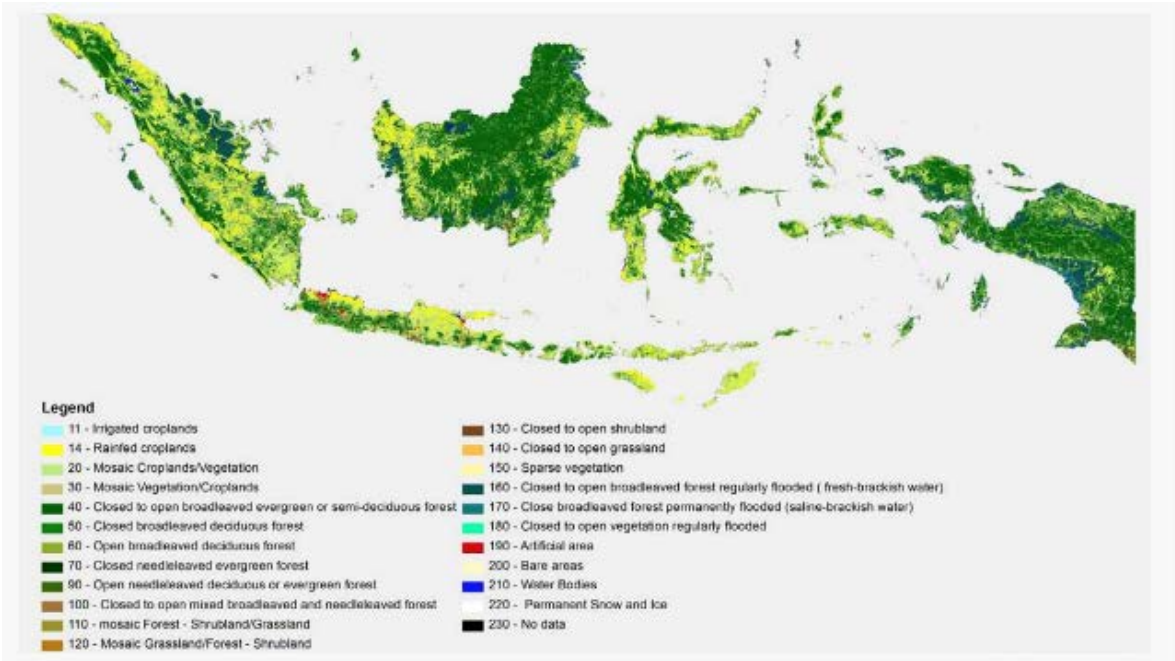 Legend
11 - Irrigated croplands
14 - Rainfed croplands
20 - Mosaic Croplands/Vegetation
30 - Mosaic Vegetation/Croplands
40 - Closed to open broadleaved evergreen or semi-deciduous forest
50 - Closed broadleaved deciduous forest
60 - Open broadleaved deciduous forest
70 - Closed needleleaved evergreen forest
90 - Open needleleaved deciduous or evergreen forest
100 - Closed to open mixed broadleaved and needleleaved forest
110 - mosaic Forest - Shrubland/Grassland
120 - Mosaic Grassland/Forest - Shrubland
130 - Closed to open shrubland
140 - Closed to open grassland
150 - Sparse vegetation
160 - Closed to open broadleaved forest regularly flooded ( fresh-brackish water)
170 - Close broadleaved forest permanently flooded (saline-brackish water)
180 - Closed to open vegetation regularly flooded
190 - Artificial area
200 - Bare areas
210 - Water Bodies
220 - Permanent Snow and Ice
230 - No data